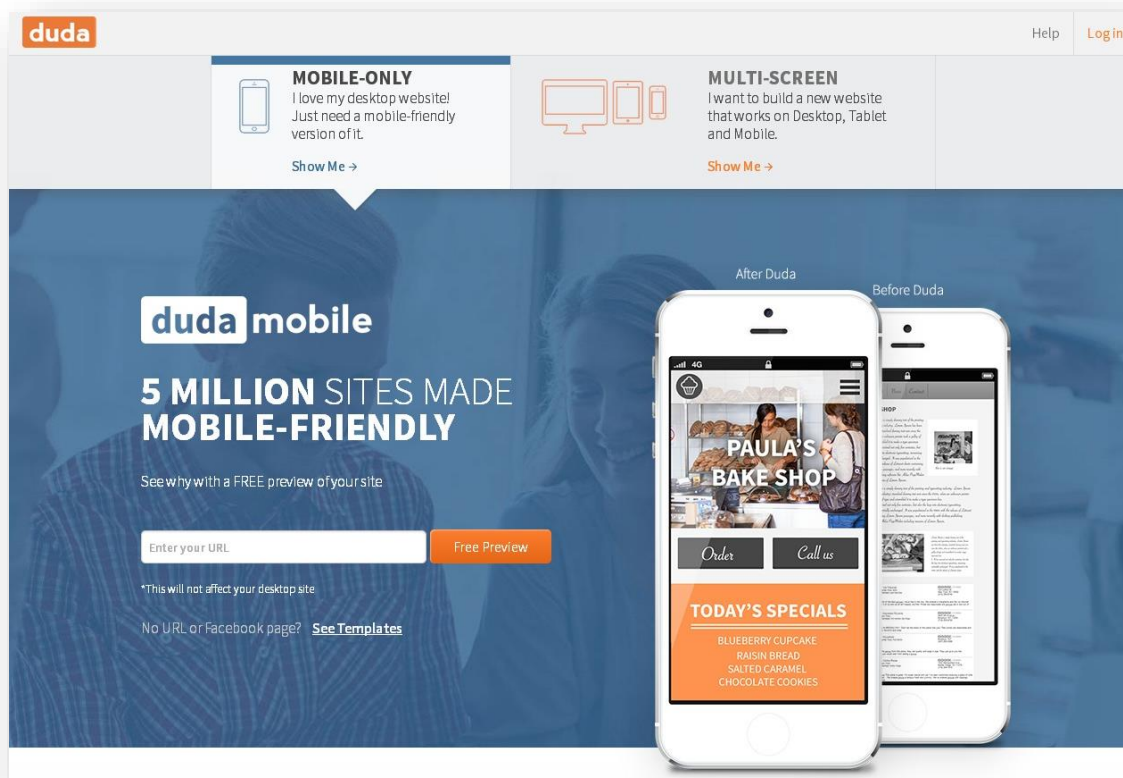 duda
Help
Log in
MOBILE-ONLY
I love my desktop website!
Just need a mobile-friendly
version of it.
Show Me →
MULTI-SCREEN
I want to build a new website
that works on Desktop, Tablet
and Mobile.
Show Me →
duda mobile
5 MILLION SITES MADE
MOBILE-FRIENDLY
See why with a FREE preview of your site
Enter your URL
Free Preview
*This will not affect your desktop site
No URL or Facebook page? See Templates
After Duda
4G
PAULA'S
BAKE SHOP
Order
Call us
TODAY'S SPECIALS
BLUEBERRY CUPCAKE
RAISIN BREAD
SALTED CARAMEL
CHOCOLATE COOKIES
Before Duda
Contact
SHOP